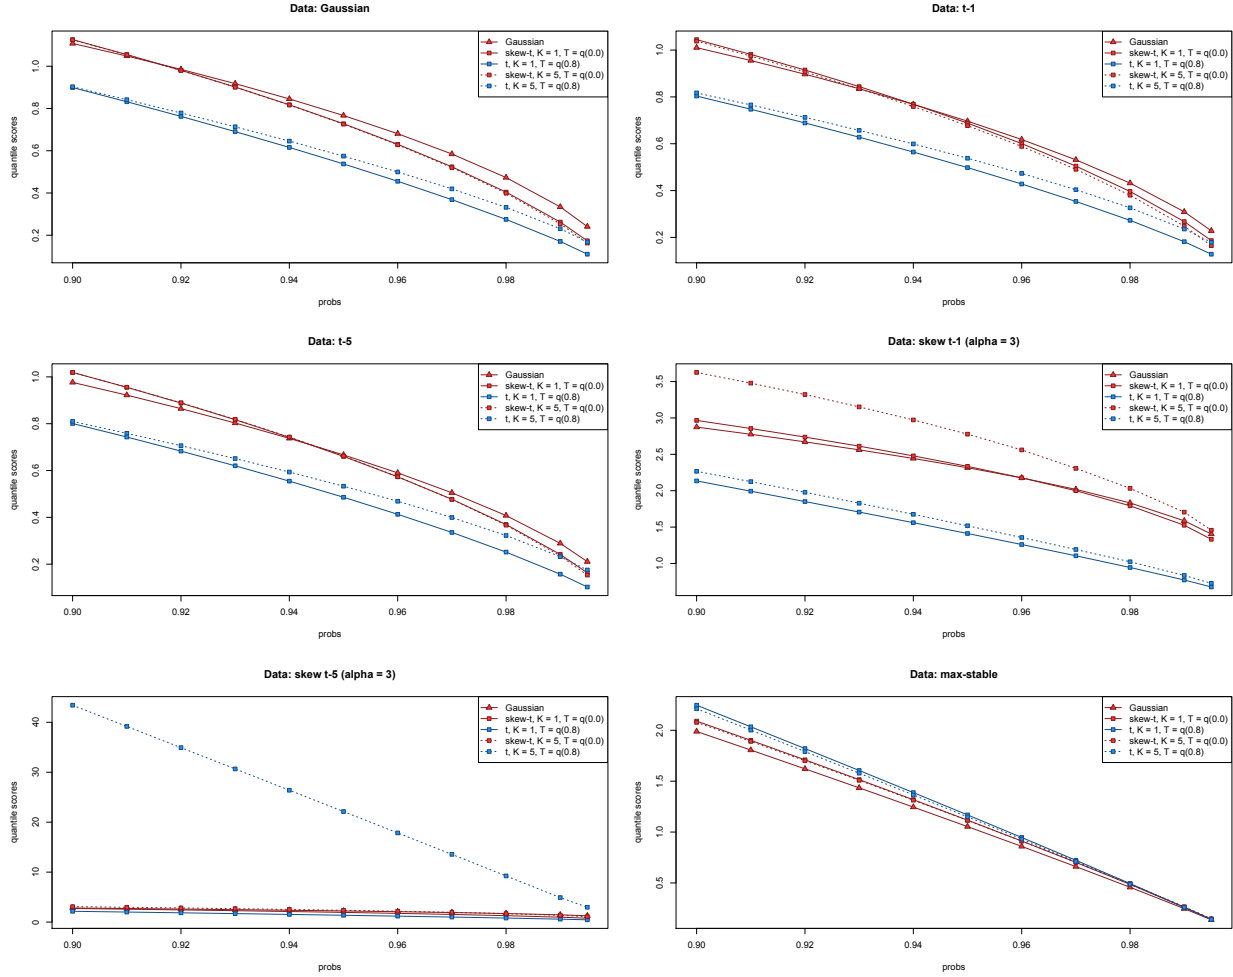 Data: Gaussian
quantile scores
1.0
0.8
0.6
0.4
0.2
Gaussian
skew-t, K = 1, T = q(0.0)
t, K = 1, T = q(0.8)
skew-t, K = 5, T = q(0.0)
t, K = 5, T = q(0.8)
0.90 0.92 0.94 0.96 0.98
probs
Data: t-1
quantile scores
1.0
0.8
0.6
0.4
0.2
Gaussian
skew-t, K = 1, T = q(0.0)
t, K = 1, T = q(0.8)
skew-t, K = 5, T = q(0.0)
t, K = 5, T = q(0.8)
0.90 0.92 0.94 0.96 0.98
probs
Data: t-5
quantile scores
1.0
0.8
0.6
0.4
0.2
Gaussian
skew-t, K = 1, T = q(0.0)
t, K = 1, T = q(0.8)
skew-t, K = 5, T = q(0.0)
t, K = 5, T = q(0.8)
0.90 0.92 0.94 0.96 0.98
probs
Data: skew t-1 (alpha = 3)
quantile scores
3.5
3.0
2.5
2.0
1.5
1.0
Gaussian
skew-t, K = 1, T = q(0.0)
t, K = 1, T = q(0.8)
skew-t, K = 5, T = q(0.0)
t, K = 5, T = q(0.8)
0.90 0.92 0.94 0.96 0.98
probs
Data: skew t-5 (alpha = 3)
quantile scores
40
30
20
10
0
Gaussian
skew-t, K = 1, T = q(0.0)
t, K = 1, T = q(0.8)
skew-t, K = 5, T = q(0.0)
t, K = 5, T = q(0.8)
0.90 0.92 0.94 0.96 0.98
probs
Data: max-stable
quantile scores
2.0
1.5
1.0
0.5
Gaussian
skew-t, K = 1, T = q(0.0)
t, K = 1, T = q(0.8)
skew-t, K = 5, T = q(0.0)
t, K = 5, T = q(0.8)
0.90 0.92 0.94 0.96 0.98
probs